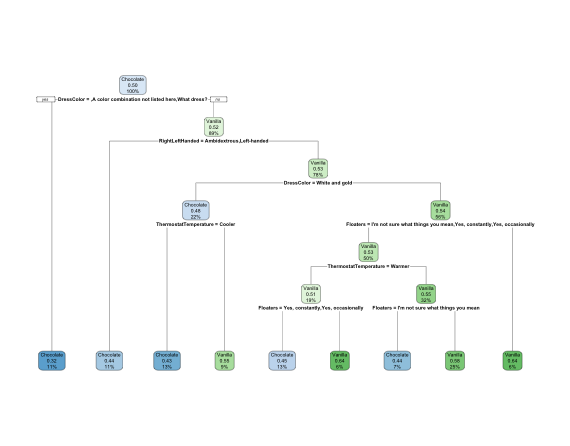 Chocolate
0.50
100%
yes DressColor = ,A color combination not listed here,What dress? no
Vanilla
0.52
89%
RightLeftHanded = Ambidextrous,Left-handed
Vanilla
0.53
78%
DressColor = White and gold
Chocolate
0.48
22%
Vanilla
0.54
56%
ThermostatTemperature = Cooler
Floaters = I'm not sure what things you mean,Yes, constantly,Yes, occasionally
Vanilla
0.53
50%
ThermostatTemperature = Warmer
Vanilla
0.51
19%
Vanilla
0.55
32%
Floaters = Yes, constantly,Yes, occasionally
Floaters = I'm not sure what things you mean
Chocolate
0.32
11%
Chocolate
0.44
11%
Chocolate
0.43
13%
Vanilla
0.55
9%
Chocolate
0.45
13%
Vanilla
0.64
6%
Chocolate
0.44
7%
Vanilla
0.58
25%
Vanilla
0.64
6%